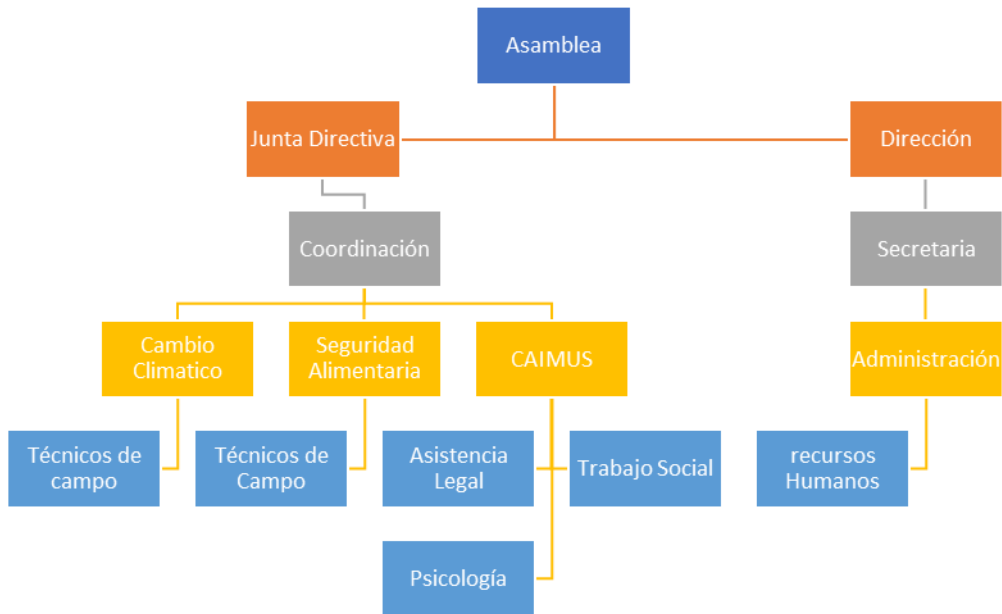 Asamblea
Junta Directiva
Dirección
Coordinación
Secretaria
Cambio
Climatico
Seguridad
Alimentaria
CAIMUS
Administración
Técnicos de
campo
Técnicos de
Campo
Asistencia
Legal
Trabajo Social
recursos
Humanos
Psicología